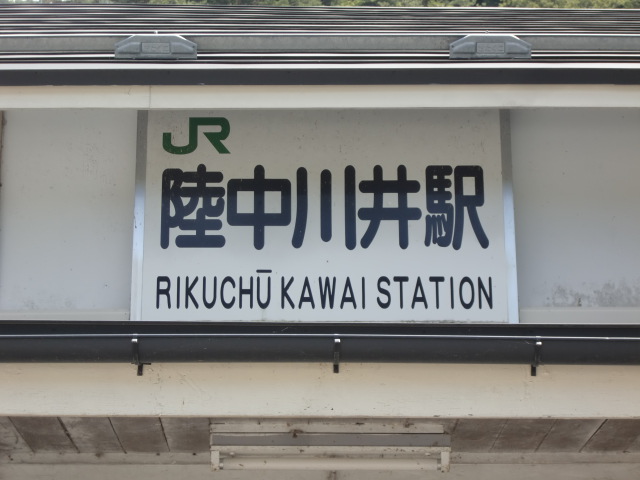 JR
陸中川井駅
RIKUCHŪ KAWAI STATION